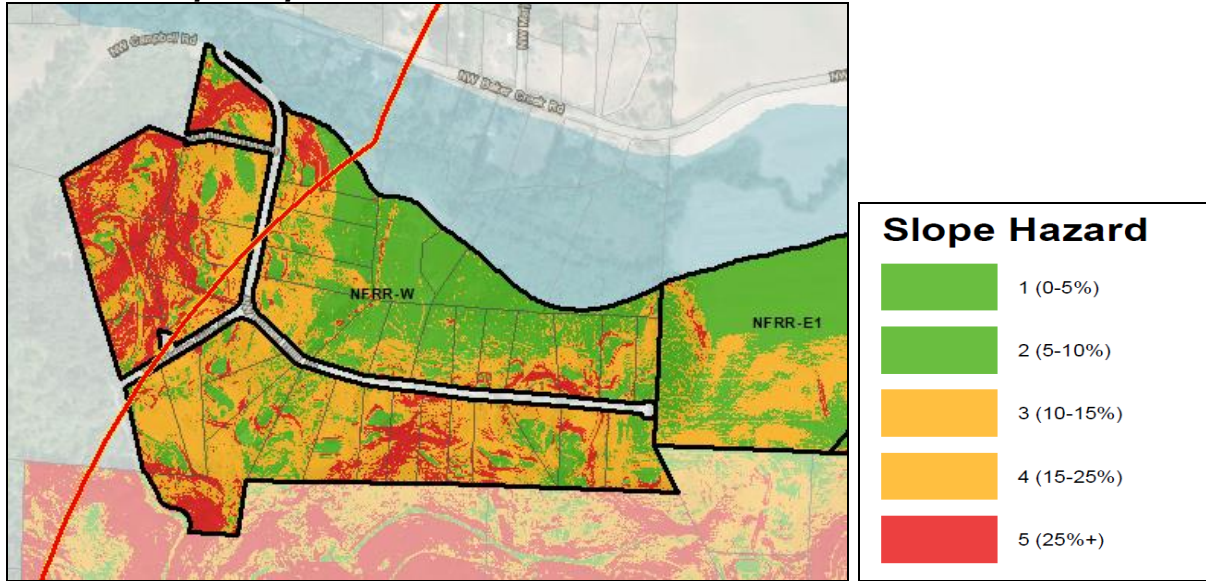 NW Campbell Rd
NW Baker Creek Rd
NW
NFRR-W
NFRR-E1
Slope Hazard
1 (0-5%)
2 (5-10%)
3 (10-15%)
4 (15-25%)
5 (25%+)